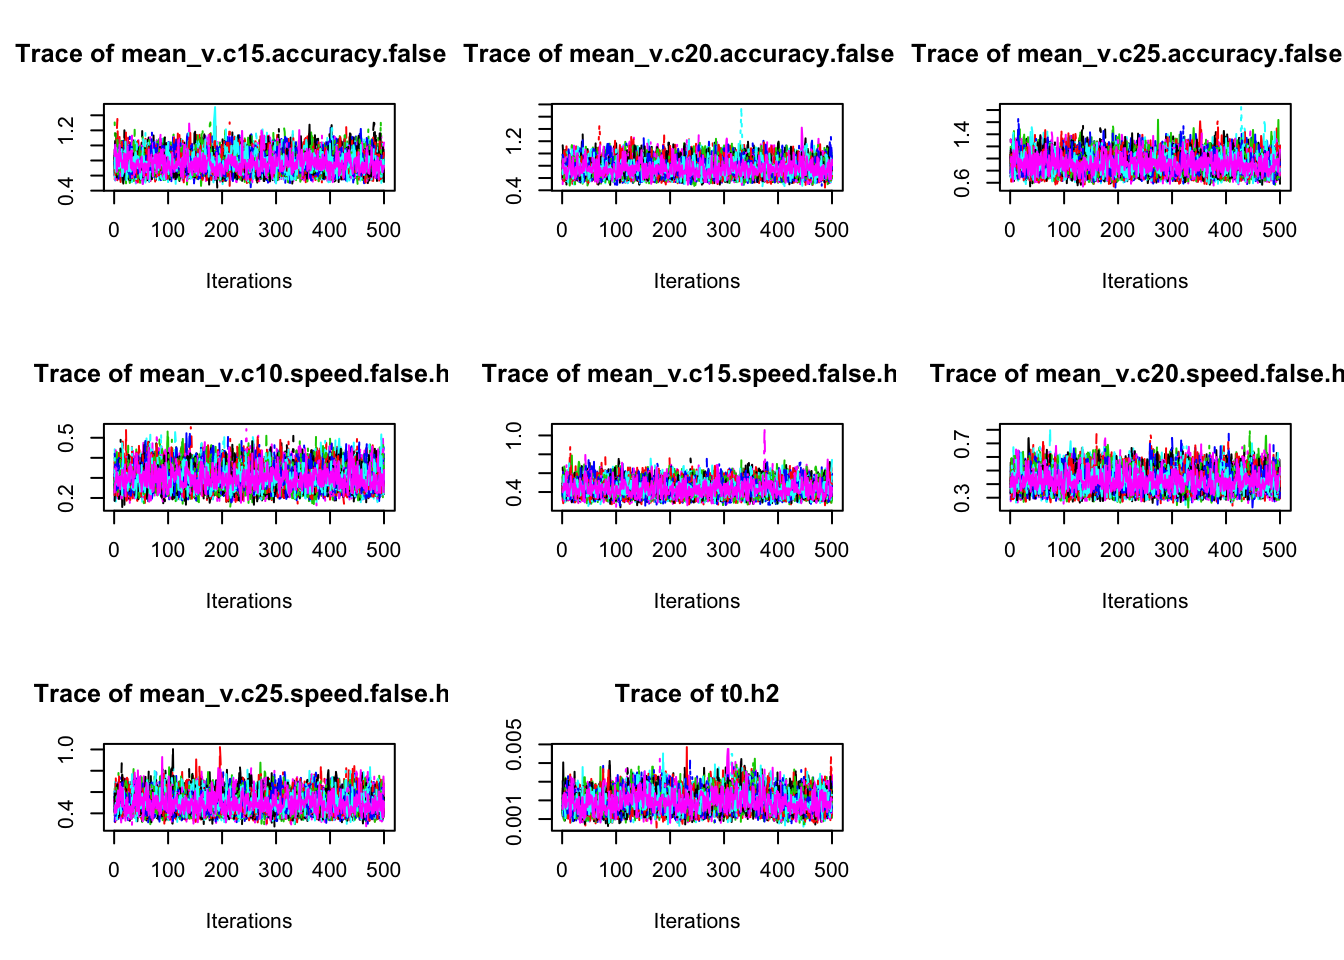 Trace of mean_v.c15.accuracy.false
1.2
0.4
0 100 200 300 400 500
Iterations
Trace of mean_v.c20.accuracy.false
1.2
0.4
0 100 200 300 400 500
Iterations
Trace of mean_v.c25.accuracy.false
1.4
0.6
0 100 200 300 400 500
Iterations
Trace of mean_v.c10.speed.false.h
0.5
0.2
0 100 200 300 400 500
Iterations
Trace of mean_v.c15.speed.false.h
1.0
0.4
0 100 200 300 400 500
Iterations
Trace of mean_v.c20.speed.false.h
0.7
0.3
0 100 200 300 400 500
Iterations
Trace of mean_v.c25.speed.false.h
1.0
0.4
0 100 200 300 400 500
Iterations
Trace of t0.h2
0.005
0.001
0 100 200 300 400 500
Iterations